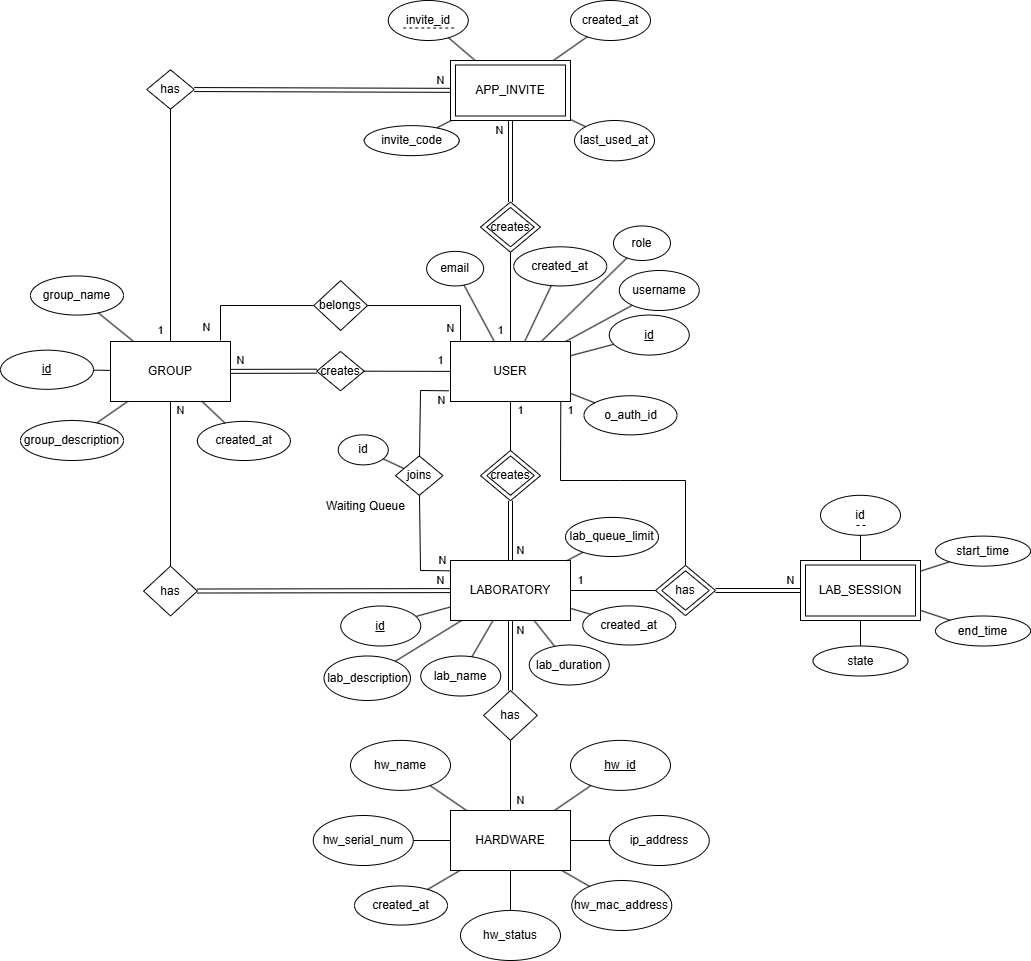 invite_id
created_at
has
N
APP_INVITE
N
invite_code
last_used_at
creates
role
email
created_at
group_name
belongs
username
1
N
N
1
id
id
GROUP
N
creates
1
USER
N
N
1
1
o_auth_id
group_description
created_at
id
joins
creates
Waiting Queue
id
lab_queue_limit
start_time
N
N
has
N
LABORATORY
1
has
N
LAB_SESSION
id
N
created_at
end_time
lab_description
lab_name
lab_duration
state
has
hw_name
hw_id
N
hw_serial_num
HARDWARE
ip_address
created_at
hw_mac_address
hw_status